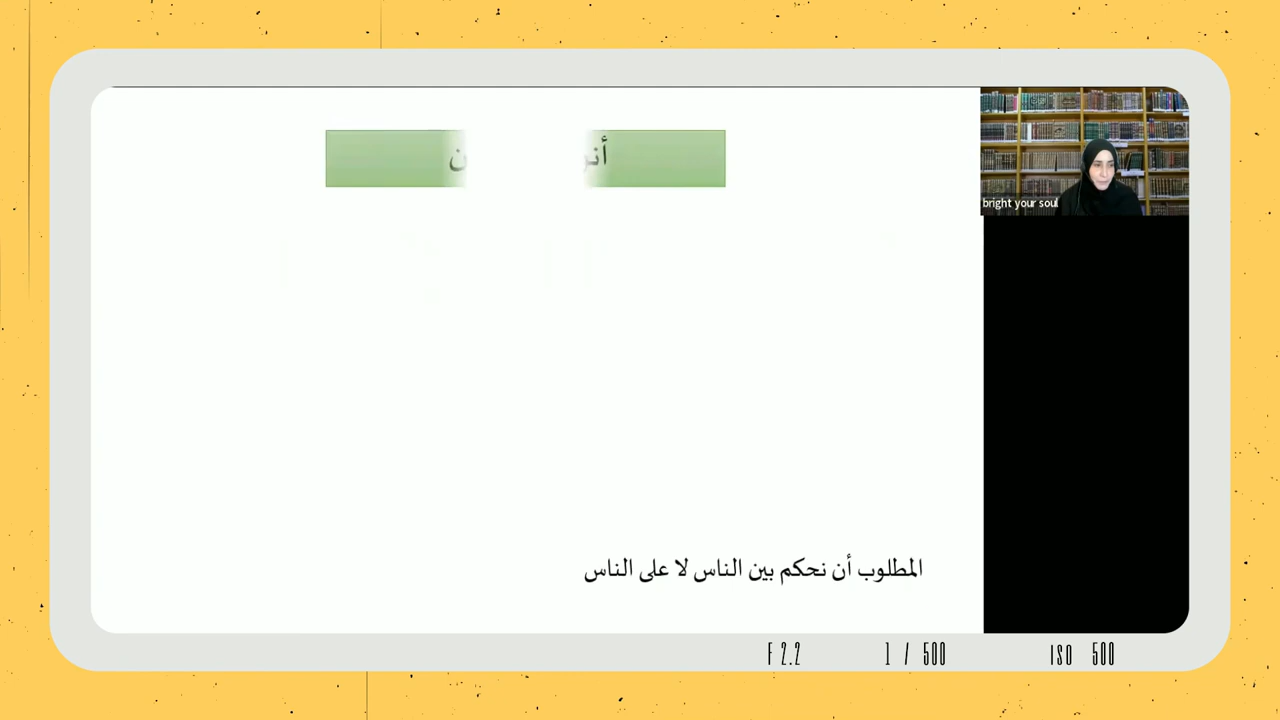 bright your soul
المطلوب أن نحكم بين الناس لا على الناس
F 2.2 1 / 500 ISO 500